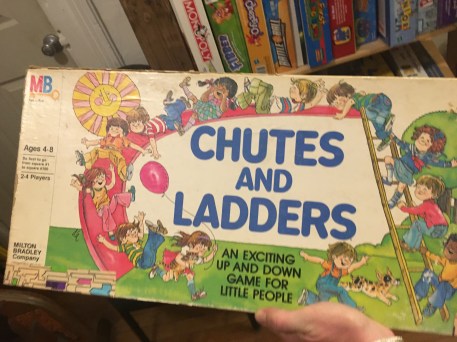 MB
Ages 4-8
2-4 Players
MILTON
BRADLEY
Company
CHUTES
AND
LADDERS
AN EXCITING
UP AND DOWN
GAME FOR
LITTLE PEOPLE
MONOPOLY